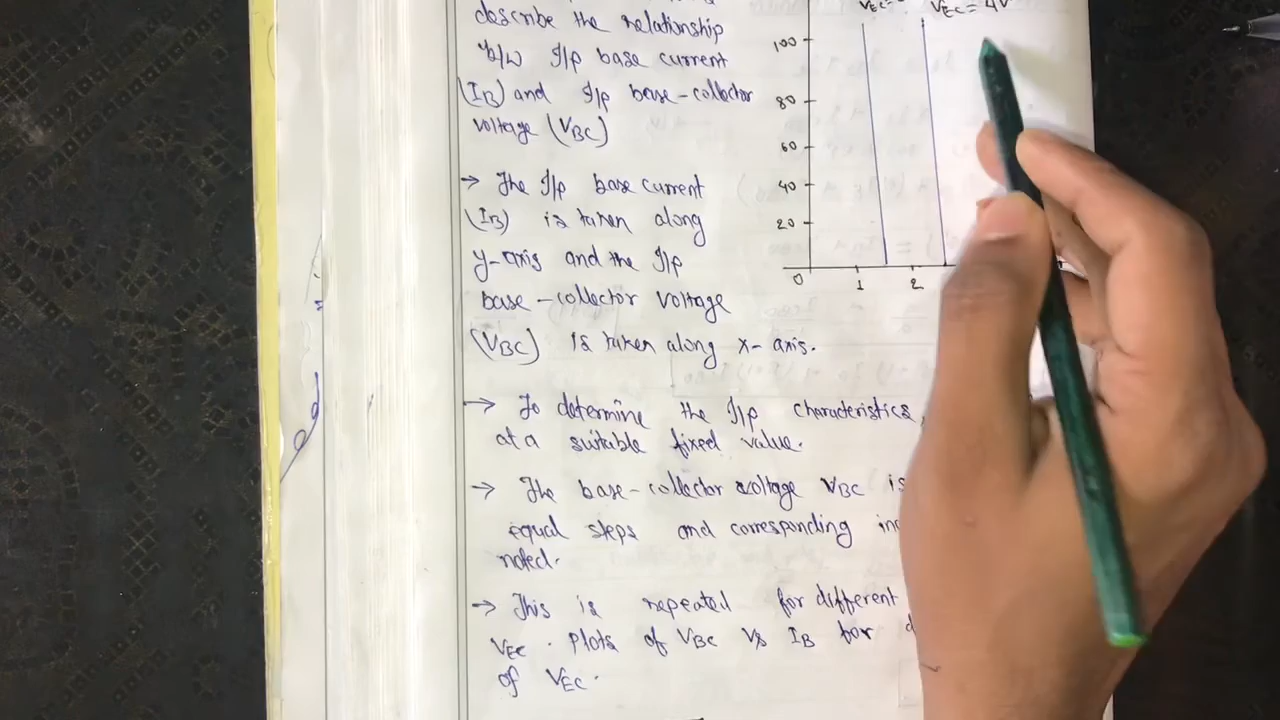 describe the relationship
b/w I/p base current
(IB) and I/p base-collector
voltage (VBC)
→ The I/p base current
(IB) is taken along
y-axis and the I/p
base-collector voltage
(VBC) is taken along x-axis.
→ To determine the I/p characteristics,
at a suitable fixed value.
→ The base-collector voltage VBC is
equal steps and corresponding
noted.
→ This is repeated for different
VEC. Plots of VBC Vs IB for
of VEC.
VEC= VEC=4V
100
80
60
40
20
0 1 2